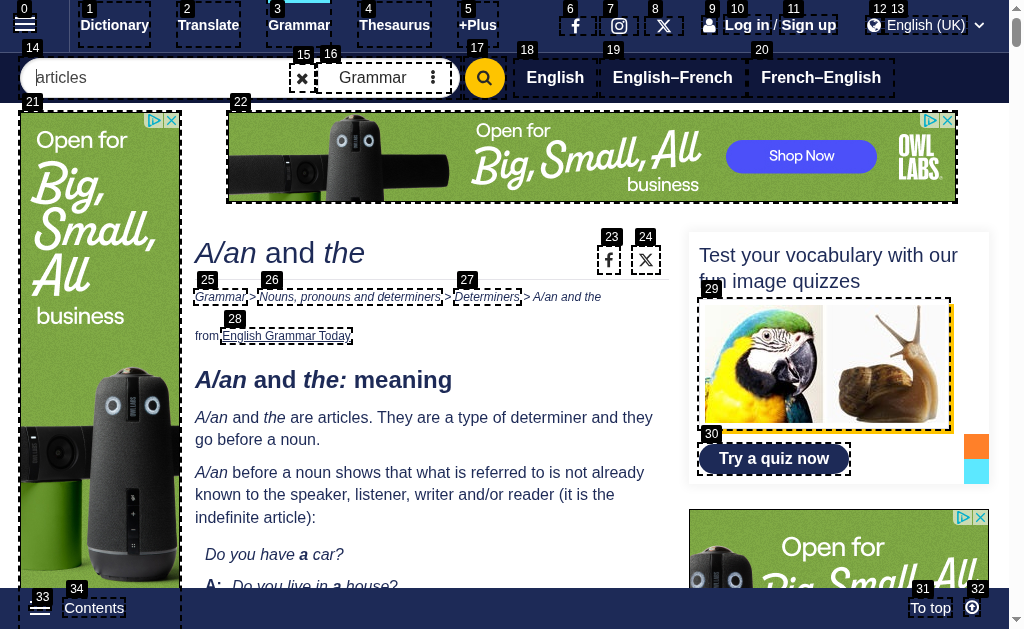 0 1 2 3 4 5 6 7 8 9 10 11 12 13
Dictionary Translate Grammar Thesaurus +Plus Log in / Sign up English (UK)
14 15 16 17 18 19 20
articles Grammar English English–French French–English
21 22
Open for
Big,
Small,
All
business
Open for
Big, Small, All
business
Shop Now
OWL
LABS
A/an and the
23 24
25 26 27
Grammar > Nouns, pronouns and determiners > Determiners > A/an and the
28
from English Grammar Today
A/an and the: meaning
A/an and the are articles. They are a type of determiner and they
go before a noun.
A/an before a noun shows that what is referred to is not already
known to the speaker, listener, writer and/or reader (it is the
indefinite article):
Do you have a car?
A: Do you live in a house?
Test your vocabulary with our
fun image quizzes
29
30
Try a quiz now
Open for
Big, Small, All
33 34 31 32
Contents To top